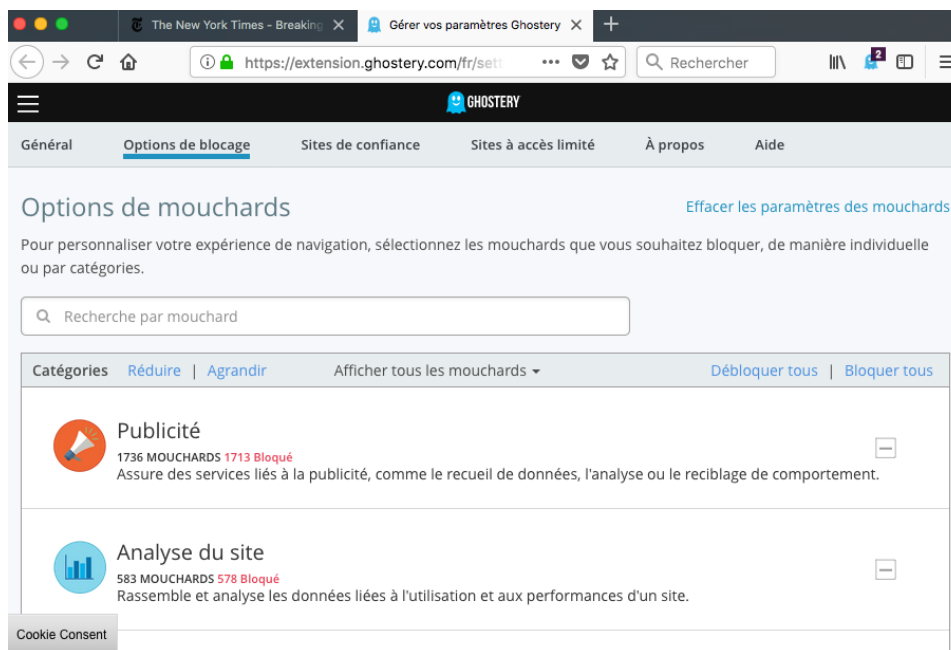 The New York Times - Breaking
Gérer vos paramètres Ghostery
https://extension.ghostery.com/fr/sett
Rechercher
2
GHOSTERY
Général Options de blocage Sites de confiance Sites à accès limité À propos Aide
Options de mouchards
Effacer les paramètres des mouchards
Pour personnaliser votre expérience de navigation, sélectionnez les mouchards que vous souhaitez bloquer, de manière individuelle
ou par catégories.
Recherche par mouchard
Catégories Réduire | Agrandir Afficher tous les mouchards Débloquer tous | Bloquer tous
Publicité
1736 MOUCHARDS 1713 Bloqué
Assure des services liés à la publicité, comme le recueil de données, l'analyse ou le reciblage de comportement.
Analyse du site
583 MOUCHARDS 578 Bloqué
Rassemble et analyse les données liées à l'utilisation et aux performances d'un site.
Cookie Consent